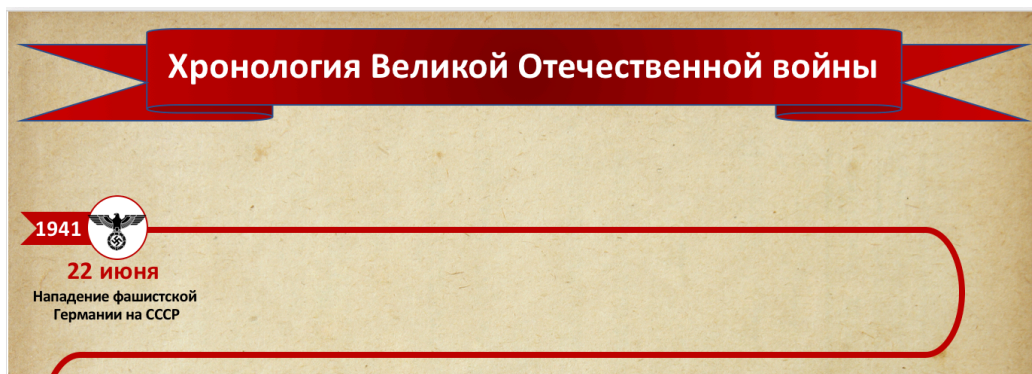 Хронология Великой Отечественной войны
1941
22 июня
Нападение фашистской
Германии на СССР